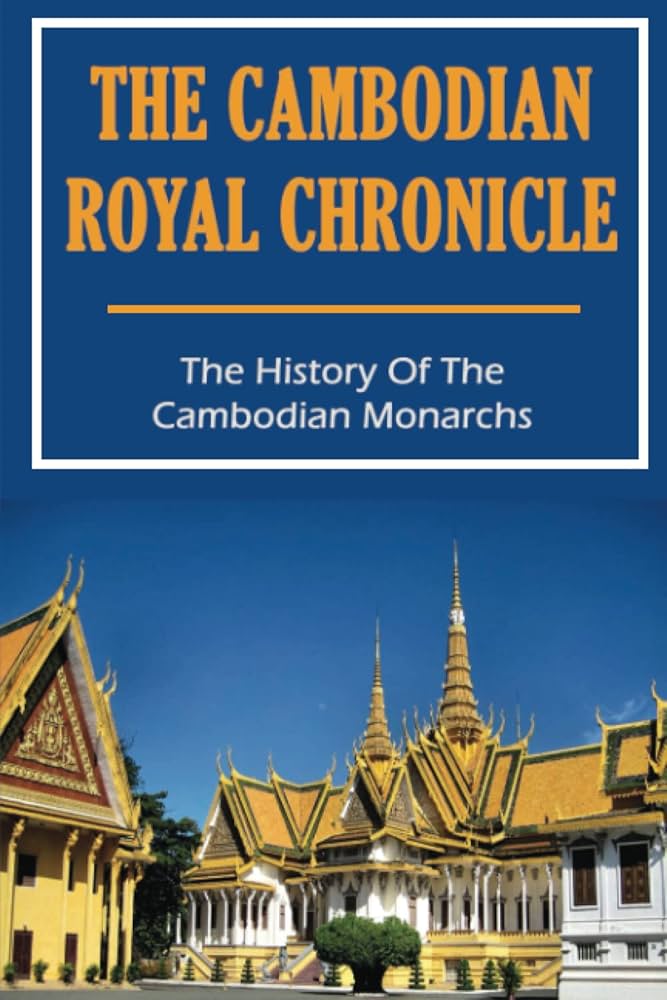 THE CAMBODIAN
ROYAL CHRONICLE
The History Of The
Cambodian Monarchs